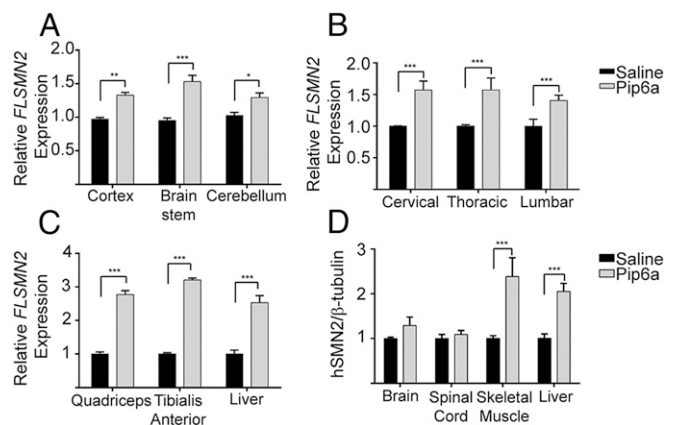 A
Relative FLSMN2
Expression
2.0
1.5
1.0
0.5
**
***
*
Cortex
Brain
stem
Cerebellum
B
Relative FLSMN2
Expression
2.0
1.5
1.0
0.5
***
***
***
Cervical
Thoracic
Lumbar
Saline
Pip6a
C
Relative FLSMN2
Expression
4
3
2
1
***
***
***
Quadriceps
Tibialis
Anterior
Liver
D
hSMN2/β-tubulin
3
2
1
***
***
Brain
Spinal
Cord
Skeletal
Muscle
Liver
Saline
Pip6a